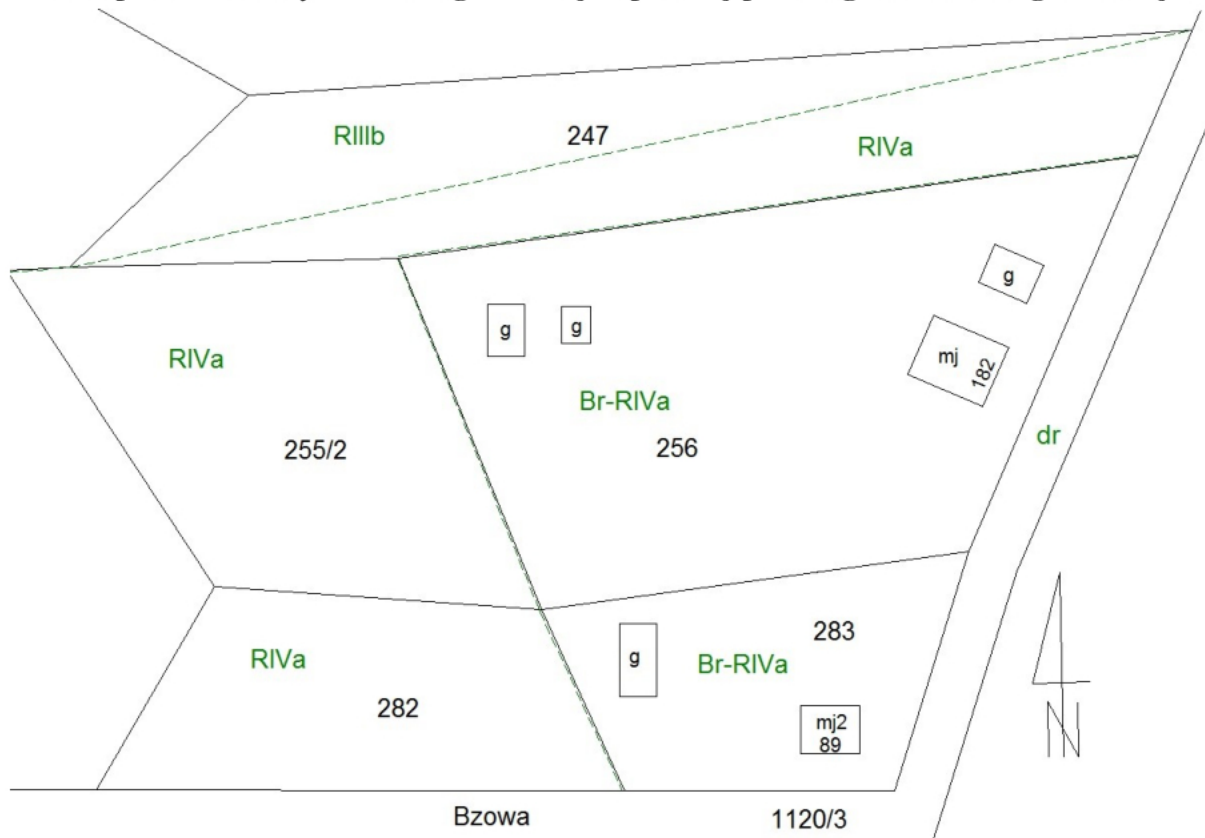 RIIIb
247
RIVa
g
g
g
RIVa
mj
182
Br-RIVa
dr
255/2
256
283
RIVa
g
Br-RIVa
282
mj2
89
N
Bzowa
1120/3